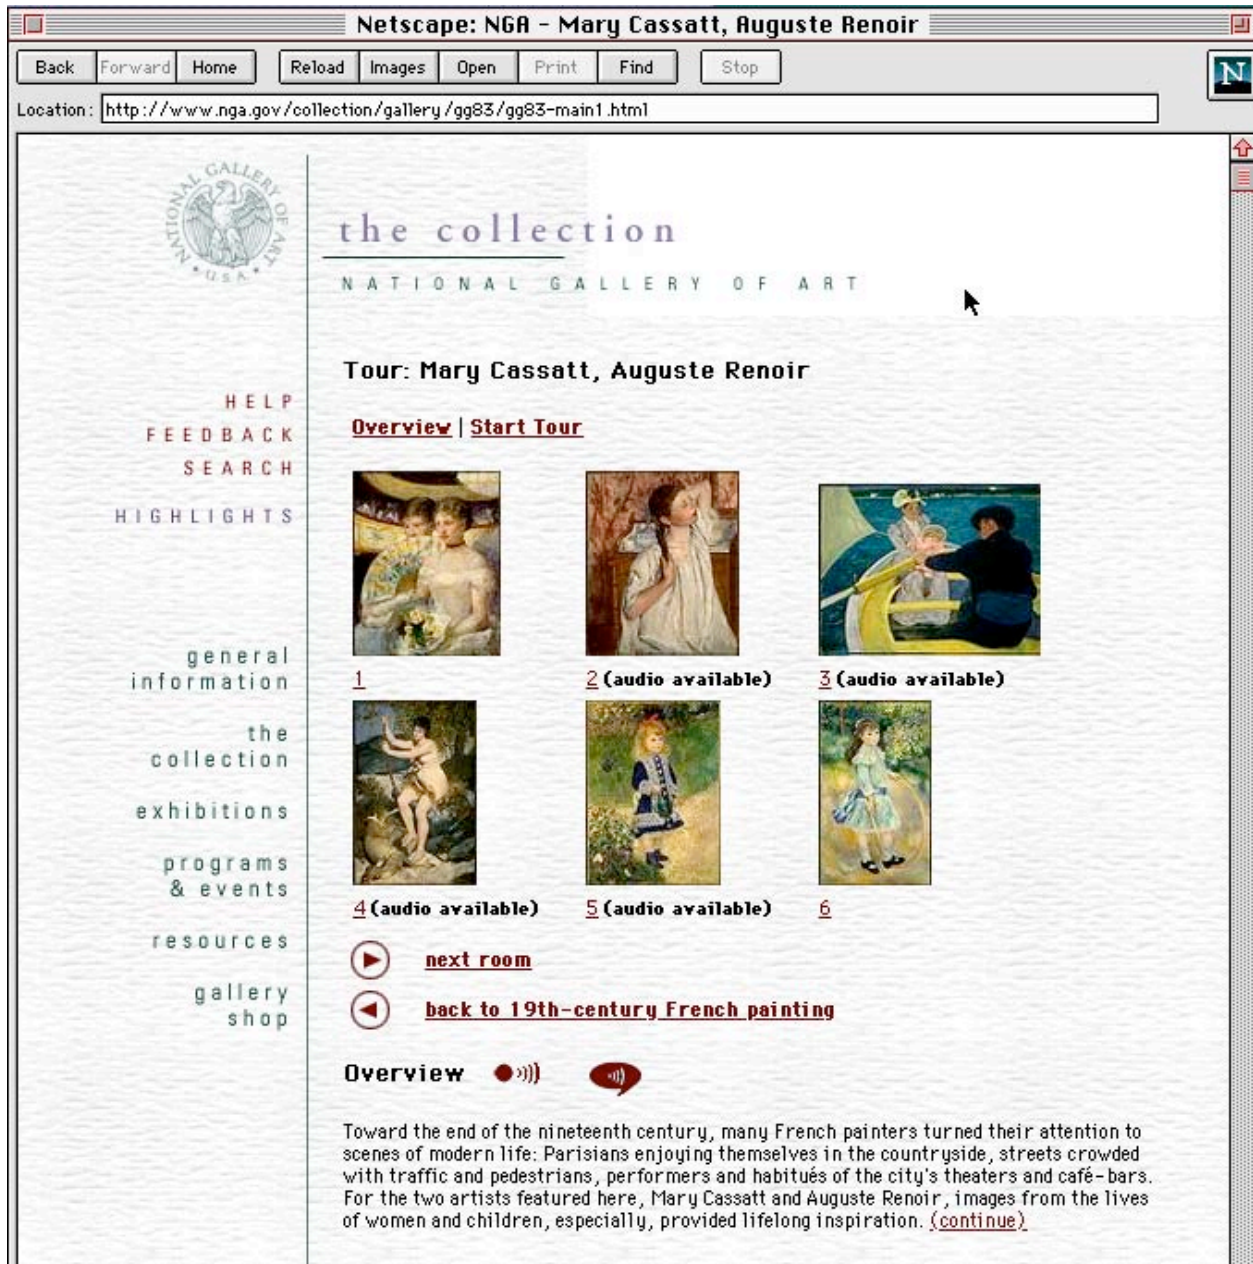 Netscape: NGA - Mary Cassatt, Auguste Renoir
Back Forward Home Reload Images Open Print Find Stop
N
Location: http://www.nga.gov/collection/gallery/gg83/gg83-main1.html
NATIONAL GALLERY OF ART
• U.S.A. •
the collection
NATIONAL GALLERY OF ART
Tour: Mary Cassatt, Auguste Renoir
HELP
FEEDBACK
SEARCH
HIGHLIGHTS
general
information
the
collection
exhibitions
programs
& events
resources
gallery
shop
Overview | Start Tour
1
2 (audio available)
3 (audio available)
4 (audio available)
5 (audio available)
6
next room
back to 19th-century French painting
Overview
Toward the end of the nineteenth century, many French painters turned their attention to
scenes of modern life: Parisians enjoying themselves in the countryside, streets crowded
with traffic and pedestrians, performers and habitués of the city's theaters and café-bars.
For the two artists featured here, Mary Cassatt and Auguste Renoir, images from the lives
of women and children, especially, provided lifelong inspiration. (continue)